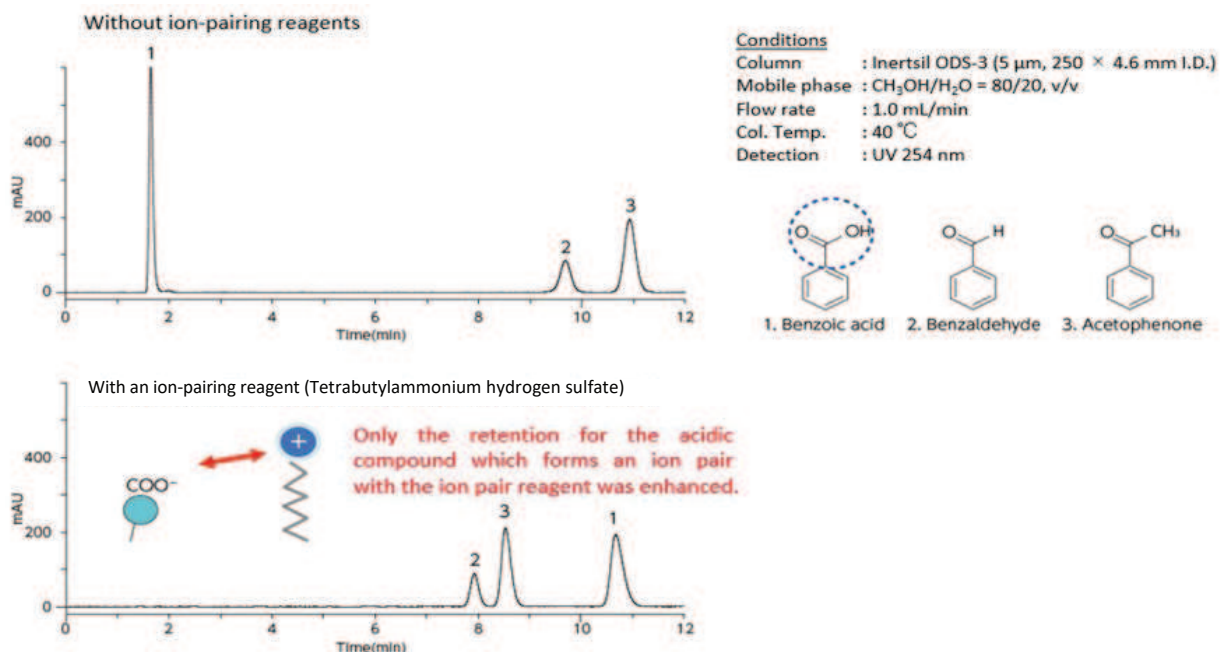 Without ion-pairing reagents
1
2
3
400
200
0
mAU
0 2 4 6 8 10 12
Time(min)
Conditions
Column : Inertsil ODS-3 (5 μm, 250 × 4.6 mm I.D.)
Mobile phase : CH₃OH/H₂O = 80/20, v/v
Flow rate : 1.0 mL/min
Col. Temp. : 40 ℃
Detection : UV 254 nm
O OH
O H
O CH₃
1. Benzoic acid 2. Benzaldehyde 3. Acetophenone
With an ion-pairing reagent (Tetrabutylammonium hydrogen sulfate)
Only the retention for the acidic
compound which forms an ion pair
with the ion pair reagent was enhanced.
COO⁻
+
2
3
1
400
200
0
mAU
0 2 4 6 8 10 12
Time(min)